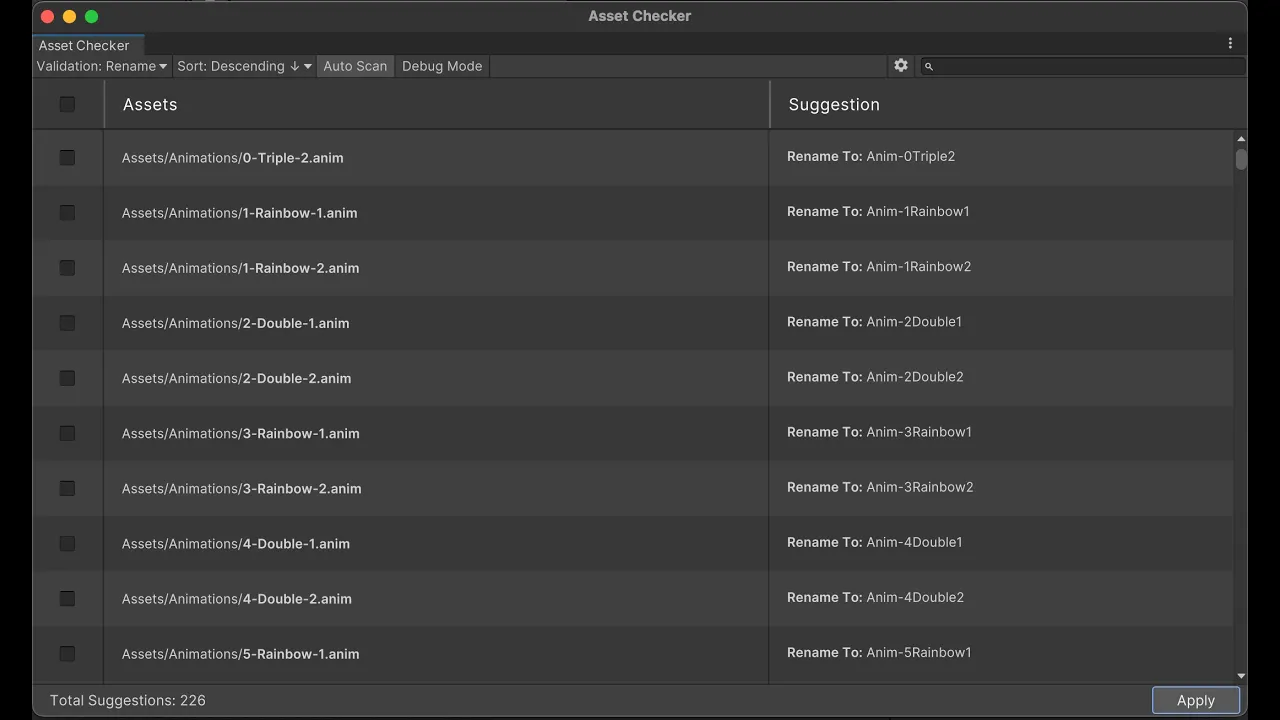 Asset Checker
Asset Checker
Validation: Rename Sort: Descending ↓ Auto Scan Debug Mode
Assets Suggestion
Assets/Animations/0-Triple-2.anim Rename To: Anim-0Triple2
Assets/Animations/1-Rainbow-1.anim Rename To: Anim-1Rainbow1
Assets/Animations/1-Rainbow-2.anim Rename To: Anim-1Rainbow2
Assets/Animations/2-Double-1.anim Rename To: Anim-2Double1
Assets/Animations/2-Double-2.anim Rename To: Anim-2Double2
Assets/Animations/3-Rainbow-1.anim Rename To: Anim-3Rainbow1
Assets/Animations/3-Rainbow-2.anim Rename To: Anim-3Rainbow2
Assets/Animations/4-Double-1.anim Rename To: Anim-4Double1
Assets/Animations/4-Double-2.anim Rename To: Anim-4Double2
Assets/Animations/5-Rainbow-1.anim Rename To: Anim-5Rainbow1
Total Suggestions: 226 Apply